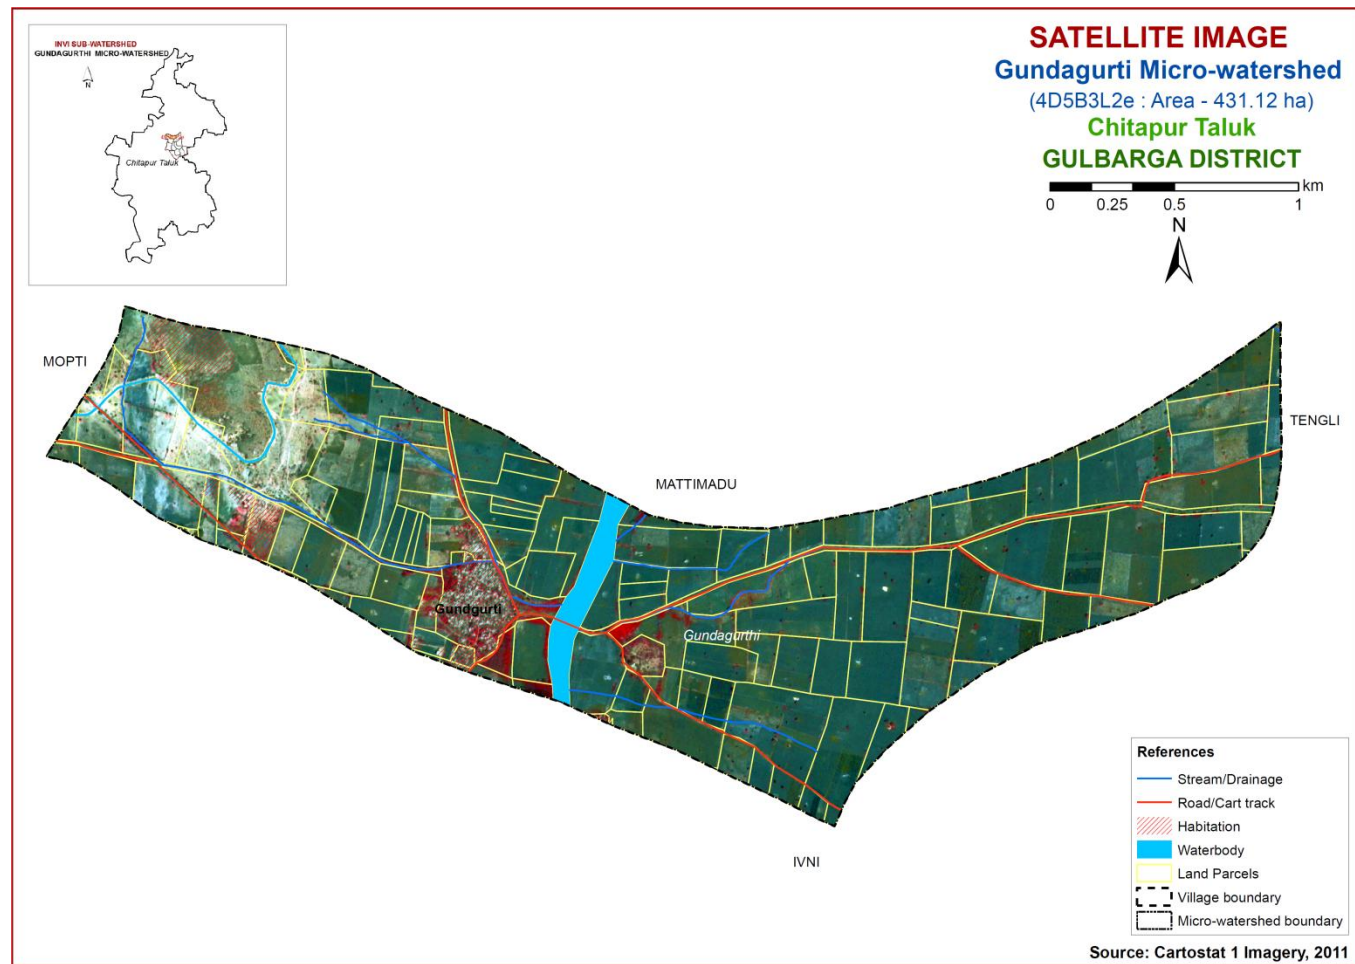 INVI SUB-WATERSHED
GUNDAGURTHI MICRO-WATERSHED
N
Chitapur Taluk
SATELLITE IMAGE
Gundagurti Micro-watershed
(4D5B3L2e : Area - 431.12 ha)
Chitapur Taluk
GULBARGA DISTRICT
km
0 0.25 0.5 1
N
MOPTI
TENGLI
MATTIMADU
Gundgurti
Gundagurthi
IVNI
References
Stream/Drainage
Road/Cart track
Habitation
Waterbody
Land Parcels
Village boundary
Micro-watershed boundary
Source: Cartostat 1 Imagery, 2011